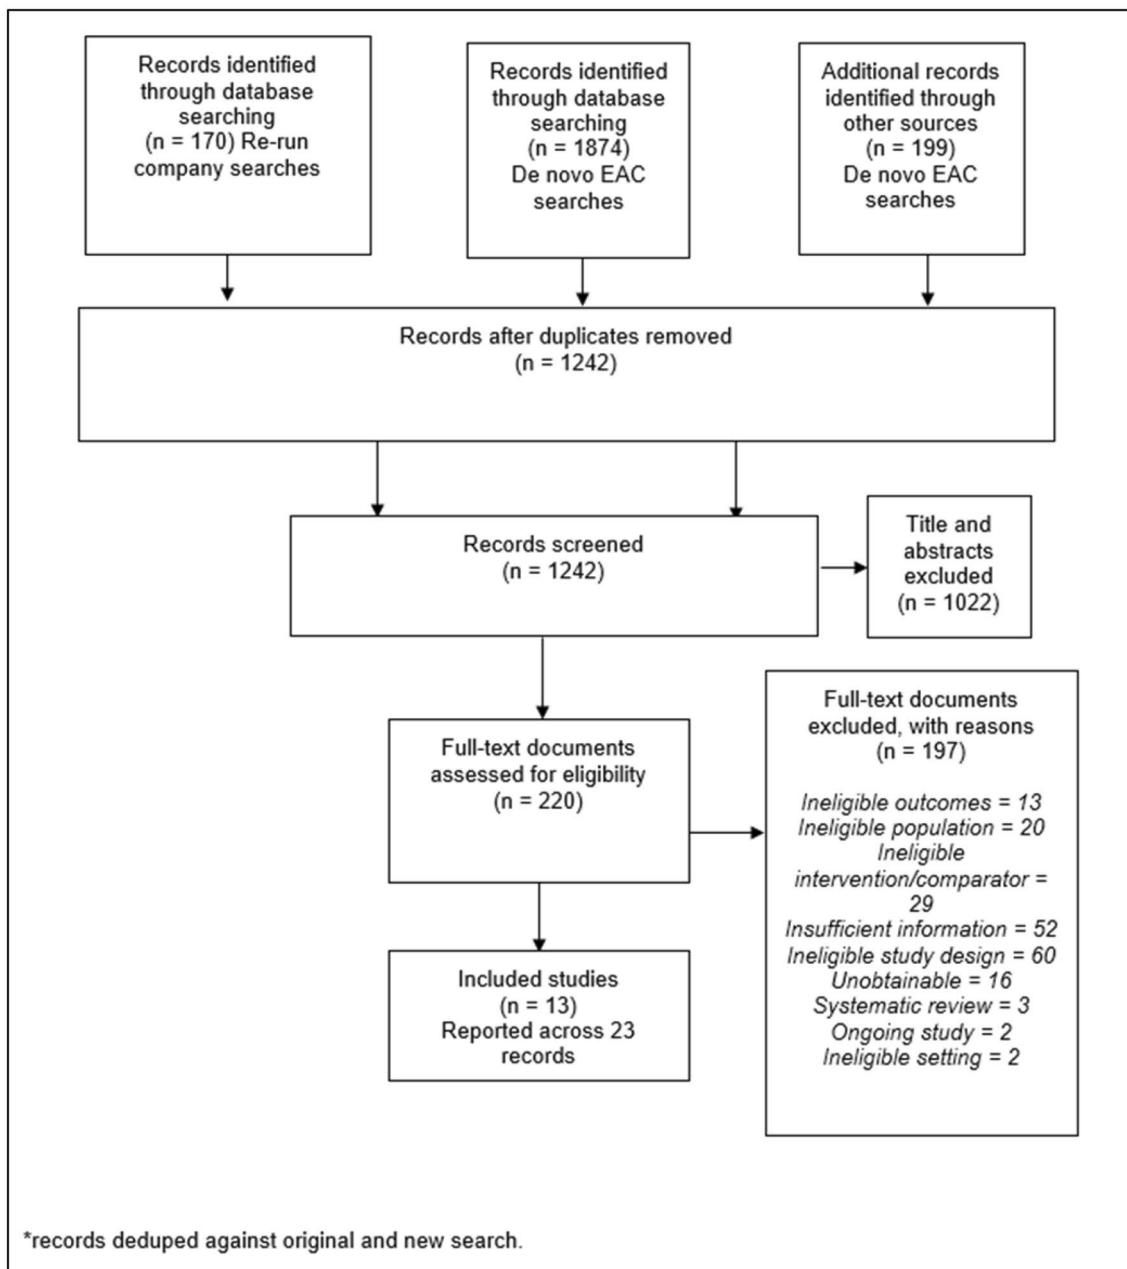 Records identified
through database
searching
(n = 170) Re-run
company searches
Records identified
through database
searching
(n = 1874)
De novo EAC
searches
Additional records
identified through
other sources
(n = 199)
De novo EAC
searches
Records after duplicates removed
(n = 1242)
Records screened
(n = 1242)
Title and
abstracts
excluded
(n = 1022)
Full-text documents
assessed for eligibility
(n = 220)
Full-text documents
excluded, with reasons
(n = 197)
Ineligible outcomes = 13
Ineligible population = 20
Ineligible
intervention/comparator =
29
Insufficient information = 52
Ineligible study design = 60
Unobtainable = 16
Systematic review = 3
Ongoing study = 2
Ineligible setting = 2
Included studies
(n = 13)
Reported across 23
records
*records deduped against original and new search.